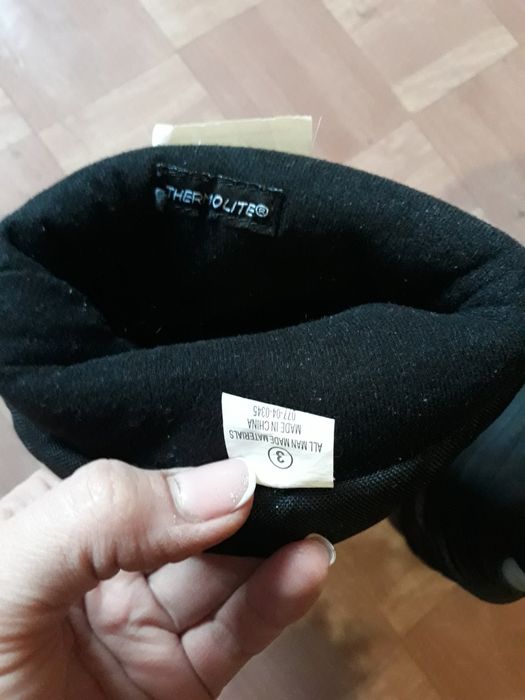 THERMOLITE®
3
ALL MAN MADE MATERIALS
MADE IN CHINA
077-04-0345